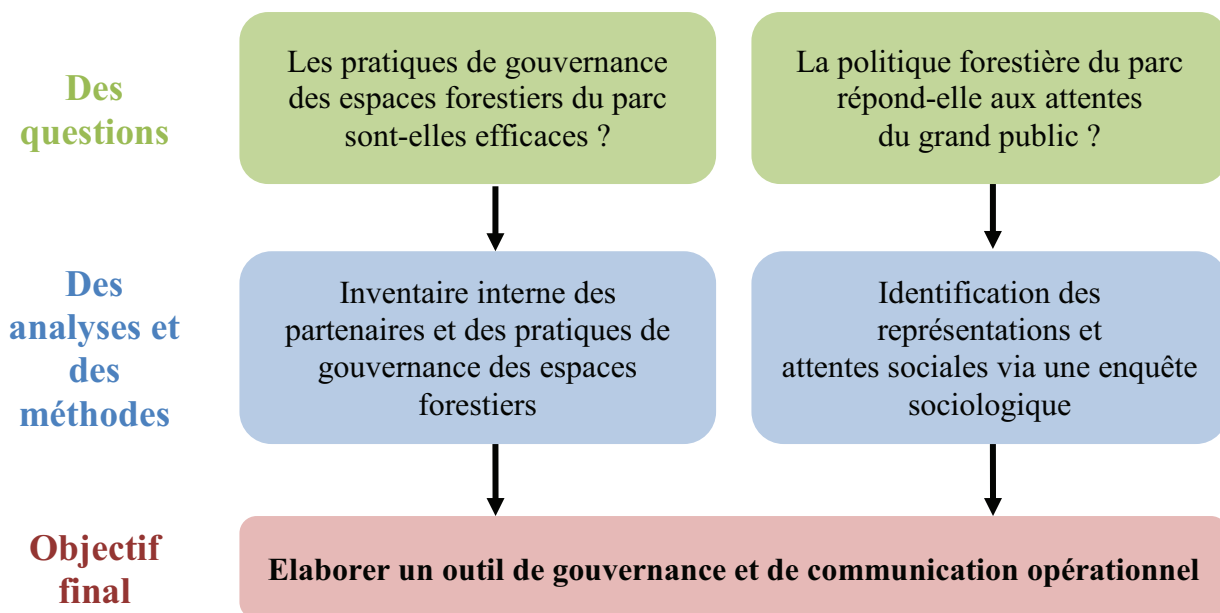 Des
questions
Les pratiques de gouvernance
des espaces forestiers du parc
sont-elles efficaces ?
La politique forestière du parc
répond-elle aux attentes
du grand public ?
Des
analyses et
des
méthodes
Inventaire interne des
partenaires et des pratiques de
gouvernance des espaces
forestiers
Identification des
représentations et
attentes sociales via une enquête
sociologique
Objectif
final
Elaborer un outil de gouvernance et de communication opérationnel